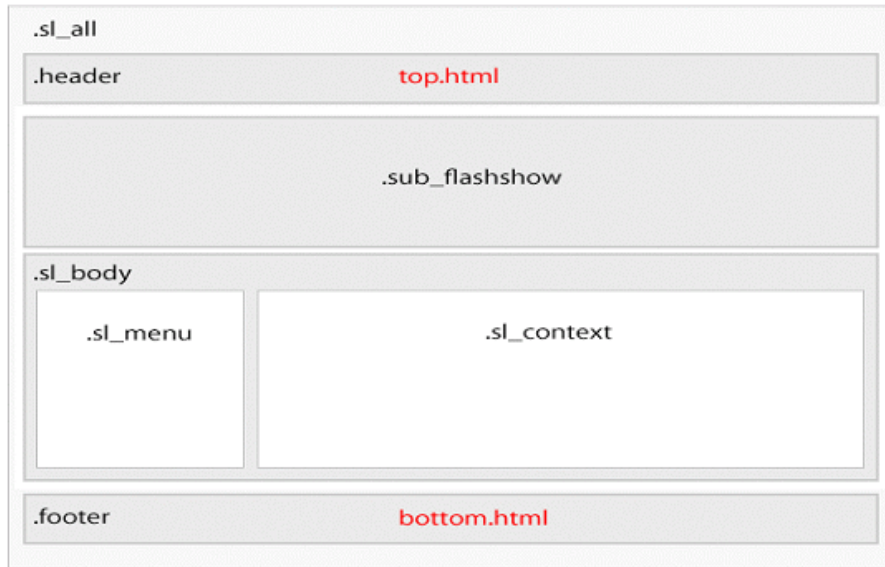 .sl_all
.header top.html
.sub_flashshow
.sl_body
.sl_menu .sl_context
.footer bottom.html